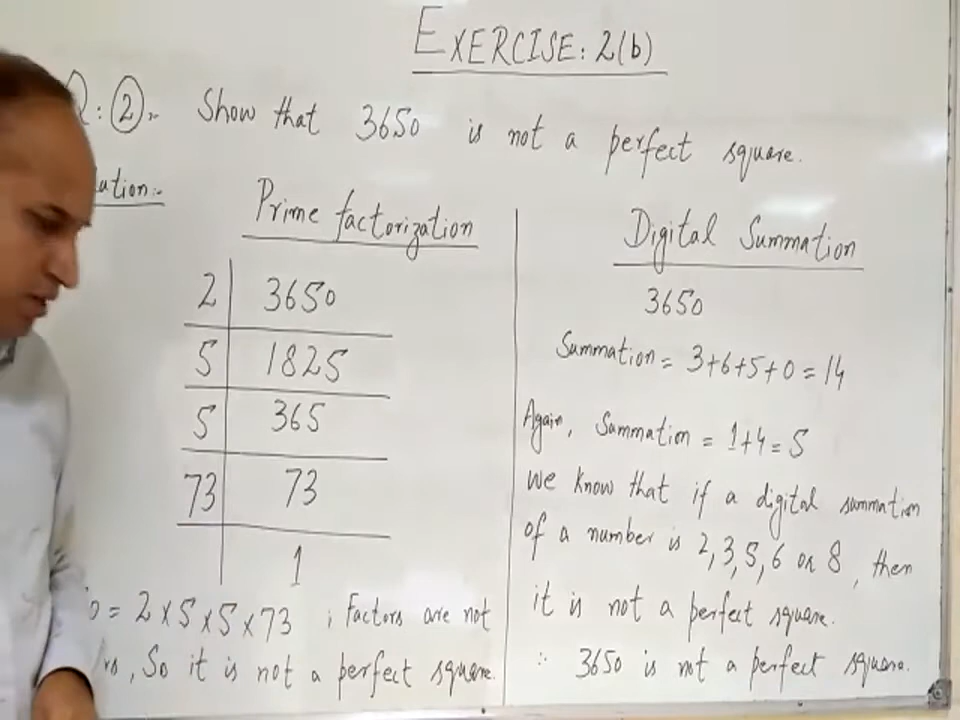 EXERCISE: 2(b)
Q: 2). Show that 3650 is not a perfect square.
Prime factorization
2 | 3650
5 | 1825
5 | 365
73 | 73
1
0 = 2 × 5 × 5 × 73 ; Factors are not
, So it is not a perfect square.
Digital Summation
3650
Summation = 3+6+5+0 = 14
Again, Summation = 1+4 = 5
We know that if a digital summation
of a number is 2, 3, 5, 6 or 8, then
it is not a perfect square.
∴ 3650 is not a perfect square.